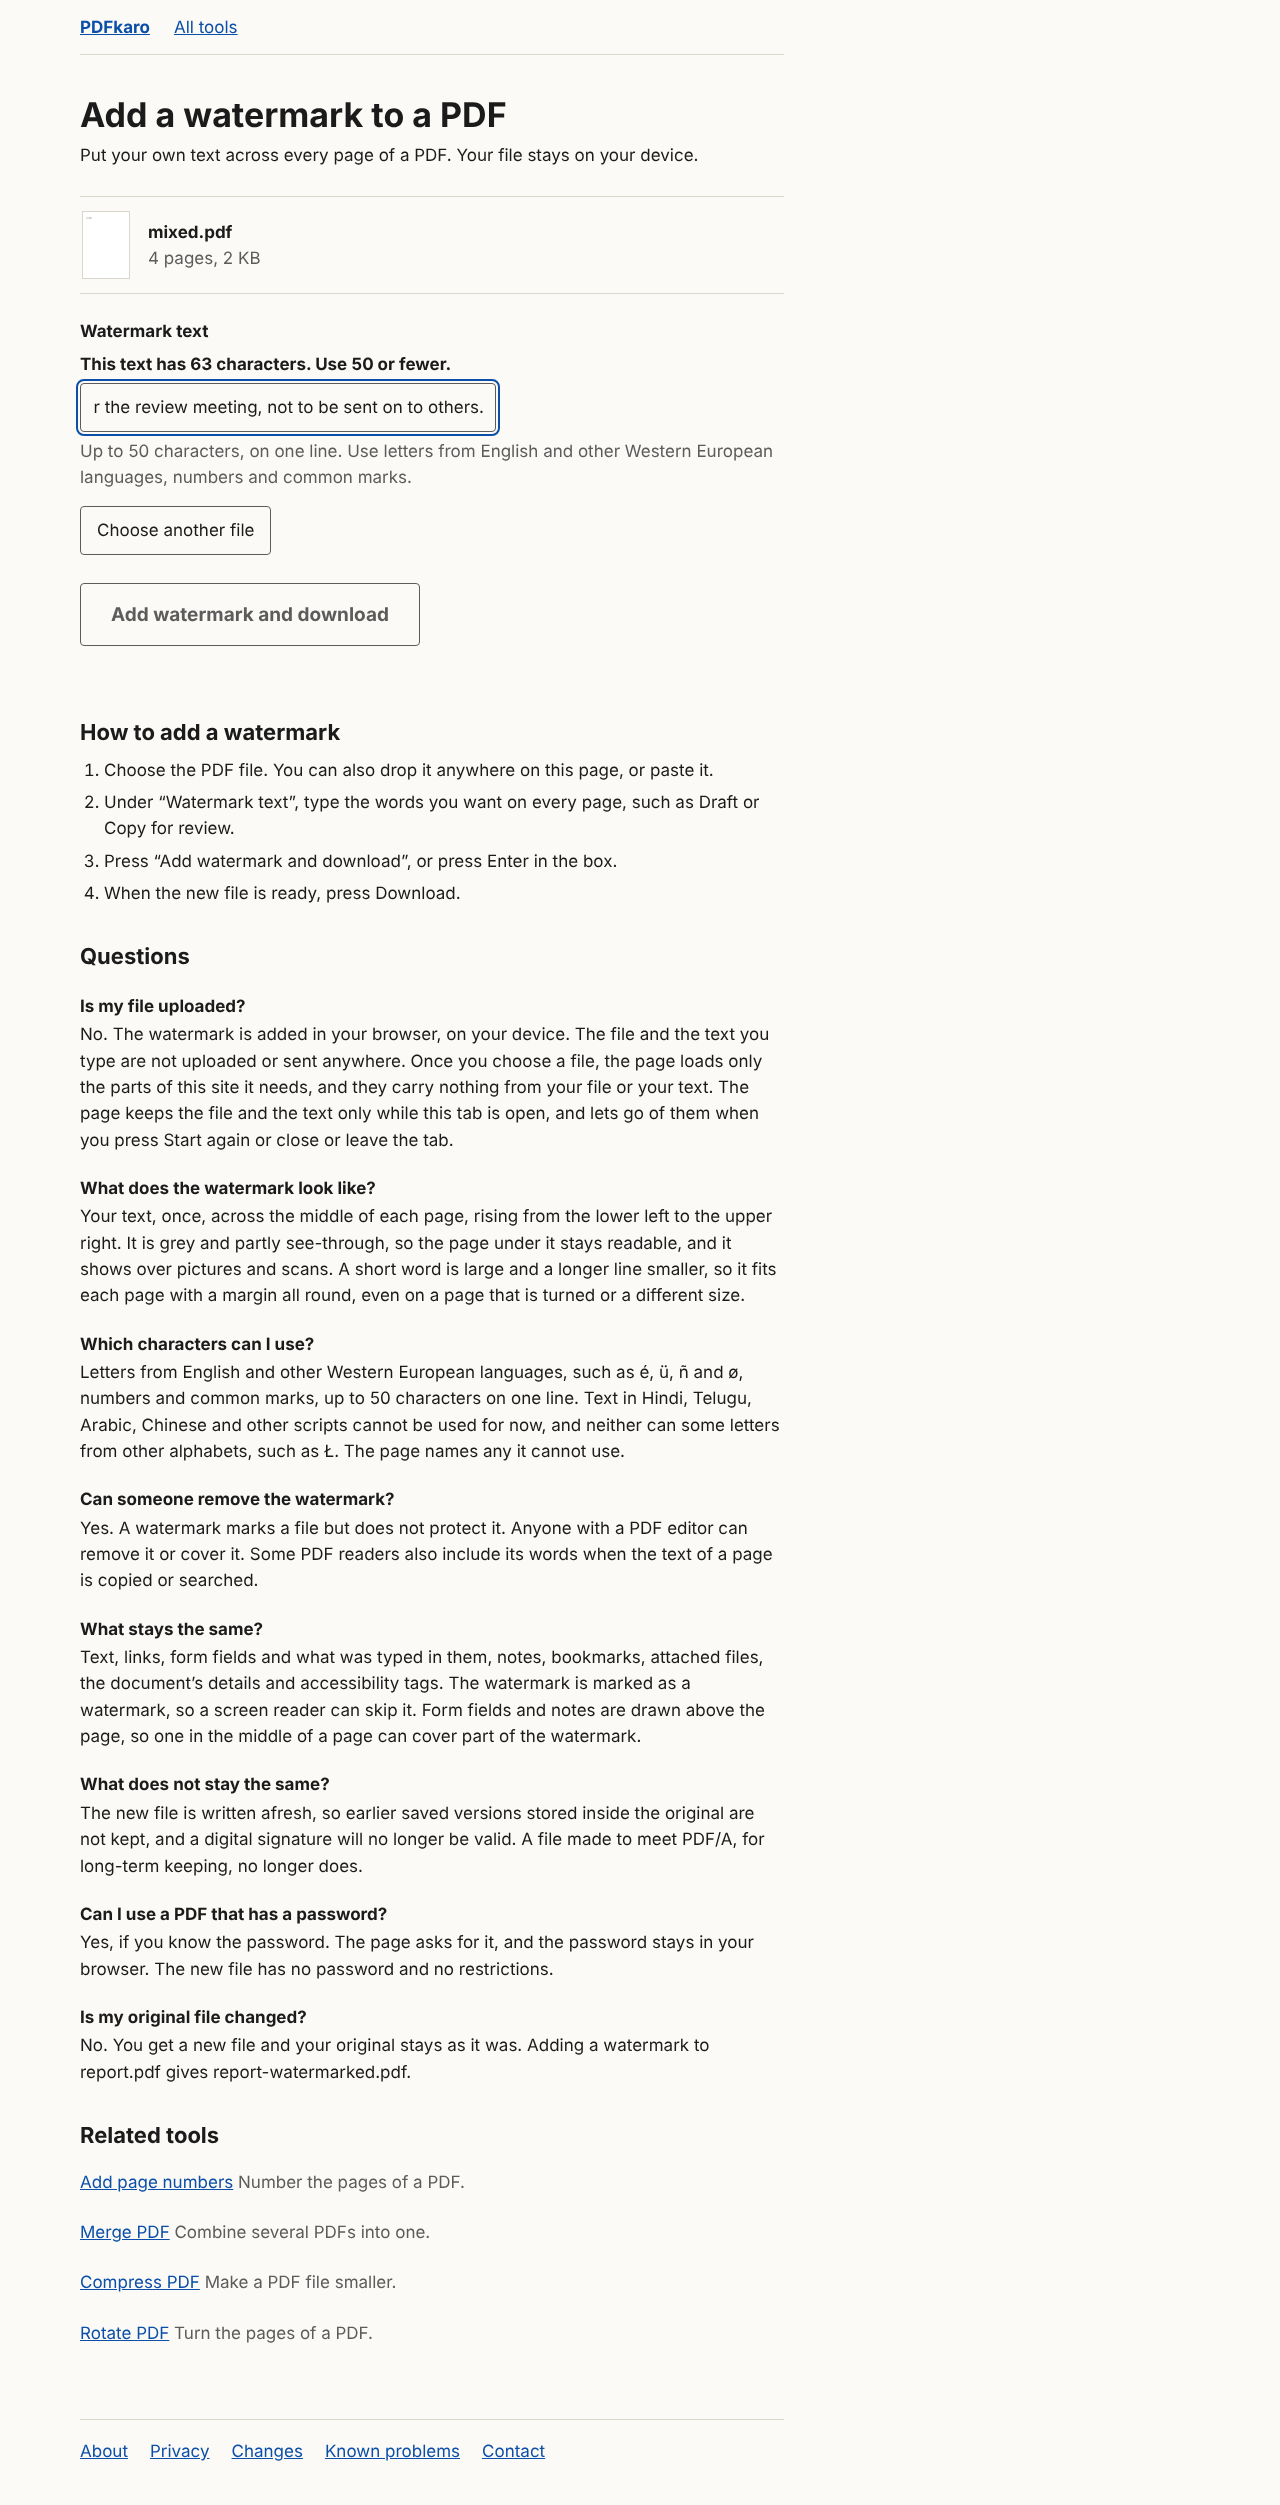 PDFkaro All tools
Add a watermark to a PDF
Put your own text across every page of a PDF. Your file stays on your device.
mixed.pdf
4 pages, 2 KB
Watermark text
This text has 63 characters. Use 50 or fewer.
r the review meeting, not to be sent on to others.
Up to 50 characters, on one line. Use letters from English and other Western European
languages, numbers and common marks.
Choose another file
Add watermark and download
How to add a watermark
1. Choose the PDF file. You can also drop it anywhere on this page, or paste it.
2. Under “Watermark text”, type the words you want on every page, such as Draft or
Copy for review.
3. Press “Add watermark and download”, or press Enter in the box.
4. When the new file is ready, press Download.
Questions
Is my file uploaded?
No. The watermark is added in your browser, on your device. The file and the text you
type are not uploaded or sent anywhere. Once you choose a file, the page loads only
the parts of this site it needs, and they carry nothing from your file or your text. The
page keeps the file and the text only while this tab is open, and lets go of them when
you press Start again or close or leave the tab.
What does the watermark look like?
Your text, once, across the middle of each page, rising from the lower left to the upper
right. It is grey and partly see-through, so the page under it stays readable, and it
shows over pictures and scans. A short word is large and a longer line smaller, so it fits
each page with a margin all round, even on a page that is turned or a different size.
Which characters can I use?
Letters from English and other Western European languages, such as é, ü, ñ and ø,
numbers and common marks, up to 50 characters on one line. Text in Hindi, Telugu,
Arabic, Chinese and other scripts cannot be used for now, and neither can some letters
from other alphabets, such as Ł. The page names any it cannot use.
Can someone remove the watermark?
Yes. A watermark marks a file but does not protect it. Anyone with a PDF editor can
remove it or cover it. Some PDF readers also include its words when the text of a page
is copied or searched.
What stays the same?
Text, links, form fields and what was typed in them, notes, bookmarks, attached files,
the document’s details and accessibility tags. The watermark is marked as a
watermark, so a screen reader can skip it. Form fields and notes are drawn above the
page, so one in the middle of a page can cover part of the watermark.
What does not stay the same?
The new file is written afresh, so earlier saved versions stored inside the original are
not kept, and a digital signature will no longer be valid. A file made to meet PDF/A, for
long-term keeping, no longer does.
Can I use a PDF that has a password?
Yes, if you know the password. The page asks for it, and the password stays in your
browser. The new file has no password and no restrictions.
Is my original file changed?
No. You get a new file and your original stays as it was. Adding a watermark to
report.pdf gives report-watermarked.pdf.
Related tools
Add page numbers Number the pages of a PDF.
Merge PDF Combine several PDFs into one.
Compress PDF Make a PDF file smaller.
Rotate PDF Turn the pages of a PDF.
About Privacy Changes Known problems Contact